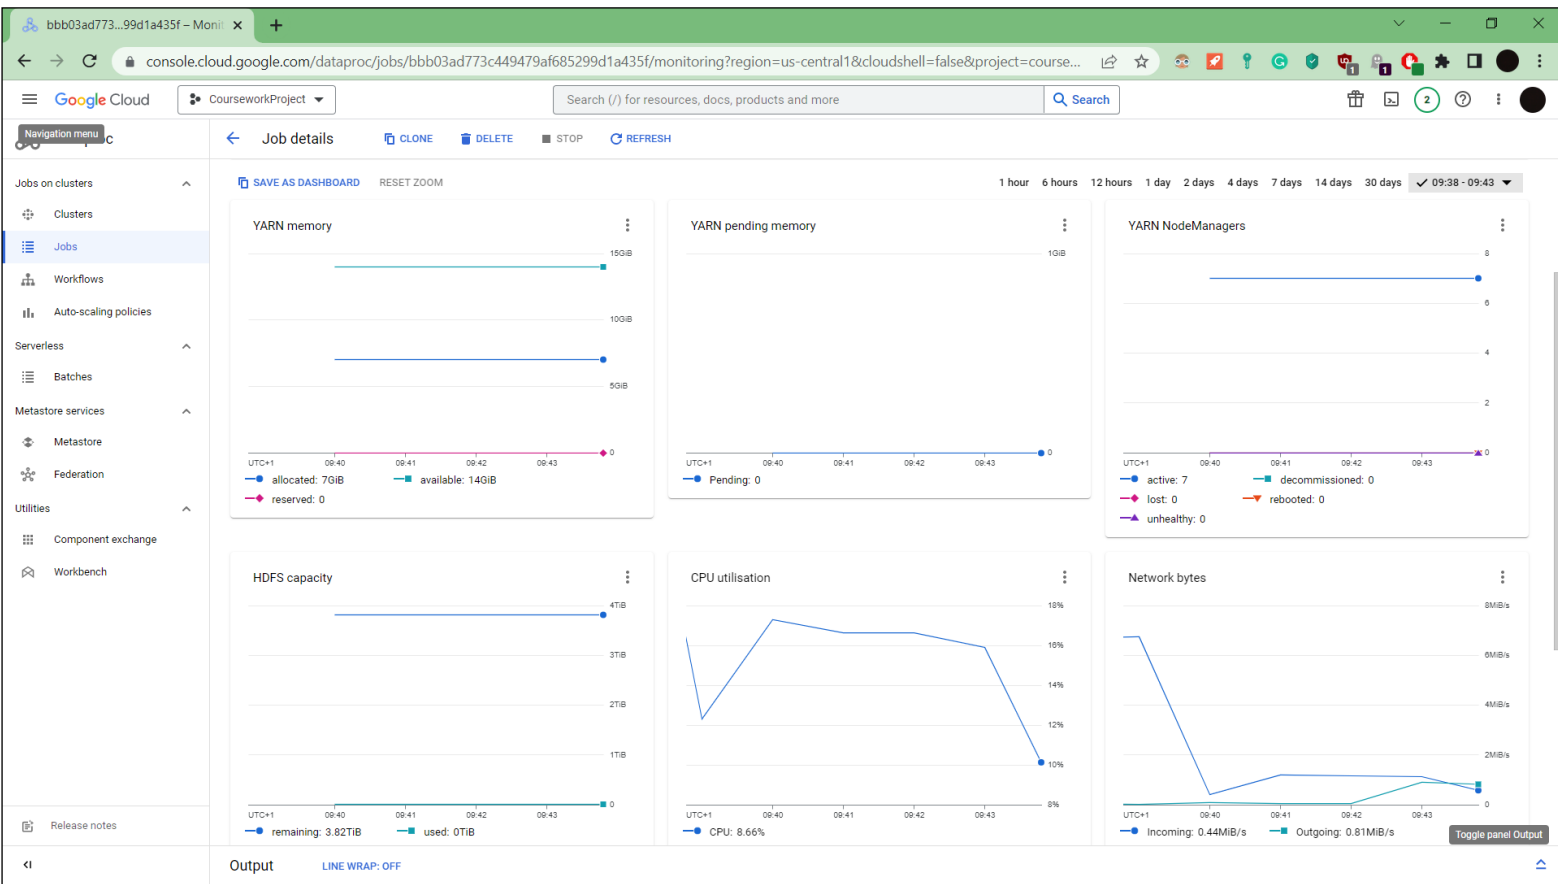 bbb03ad773...99d1a435f – Moni
console.cloud.google.com/dataproc/jobs/bbb03ad773c449479af685299d1a435f/monitoring?region=us-central1&cloudshell=false&project=course...
Google Cloud
CourseworkProject
Search (/) for resources, docs, products and more
Search
2
Navigation menu
Job details
CLONE
DELETE
STOP
REFRESH
Jobs on clusters
Clusters
Jobs
Workflows
Auto-scaling policies
Serverless
Batches
Metastore services
Metastore
Federation
Utilities
Component exchange
Workbench
Release notes
SAVE AS DASHBOARD
RESET ZOOM
1 hour 6 hours 12 hours 1 day 2 days 4 days 7 days 14 days 30 days 09:38 - 09:43
YARN memory
15GiB
10GiB
5GiB
0
UTC+1 09:40 09:41 09:42 09:43
allocated: 7GiB available: 14GiB
reserved: 0
YARN pending memory
1GiB
0
UTC+1 09:40 09:41 09:42 09:43
Pending: 0
YARN NodeManagers
8
6
4
2
0
UTC+1 09:40 09:41 09:42 09:43
active: 7 decommissioned: 0
lost: 0 rebooted: 0
unhealthy: 0
HDFS capacity
4TiB
3TiB
2TiB
1TiB
0
UTC+1 09:40 09:41 09:42 09:43
remaining: 3.82TiB used: 0TiB
CPU utilisation
18%
16%
14%
12%
10%
8%
UTC+1 09:40 09:41 09:42 09:43
CPU: 8.66%
Network bytes
8MiB/s
6MiB/s
4MiB/s
2MiB/s
0
UTC+1 09:40 09:41 09:42 09:43
Incoming: 0.44MiB/s Outgoing: 0.81MiB/s
Toggle panel Output
Output
LINE WRAP: OFF